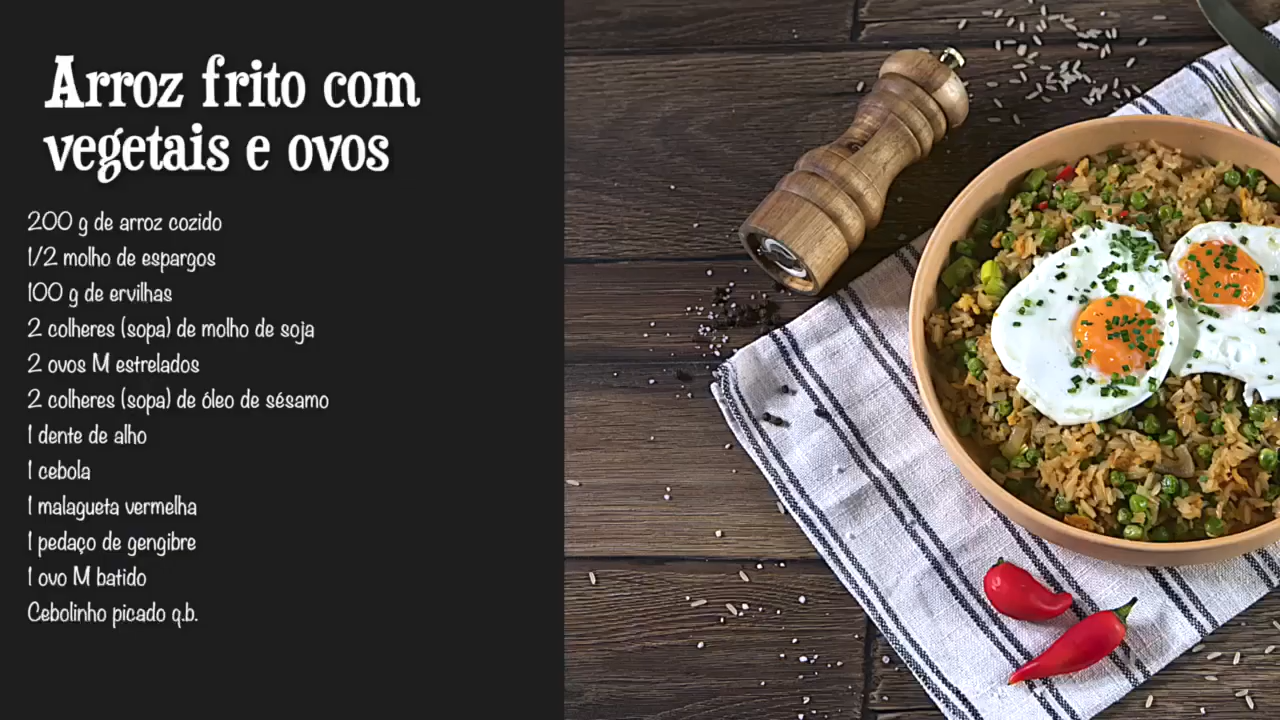 Arroz frito com
vegetais e ovos
200 g de arroz cozido
1/2 molho de espargos
100 g de ervilhas
2 colheres (sopa) de molho de soja
2 ovos M estrelados
2 colheres (sopa) de óleo de sésamo
1 dente de alho
1 cebola
1 malagueta vermelha
1 pedaço de gengibre
1 ovo M batido
Cebolinho picado q.b.